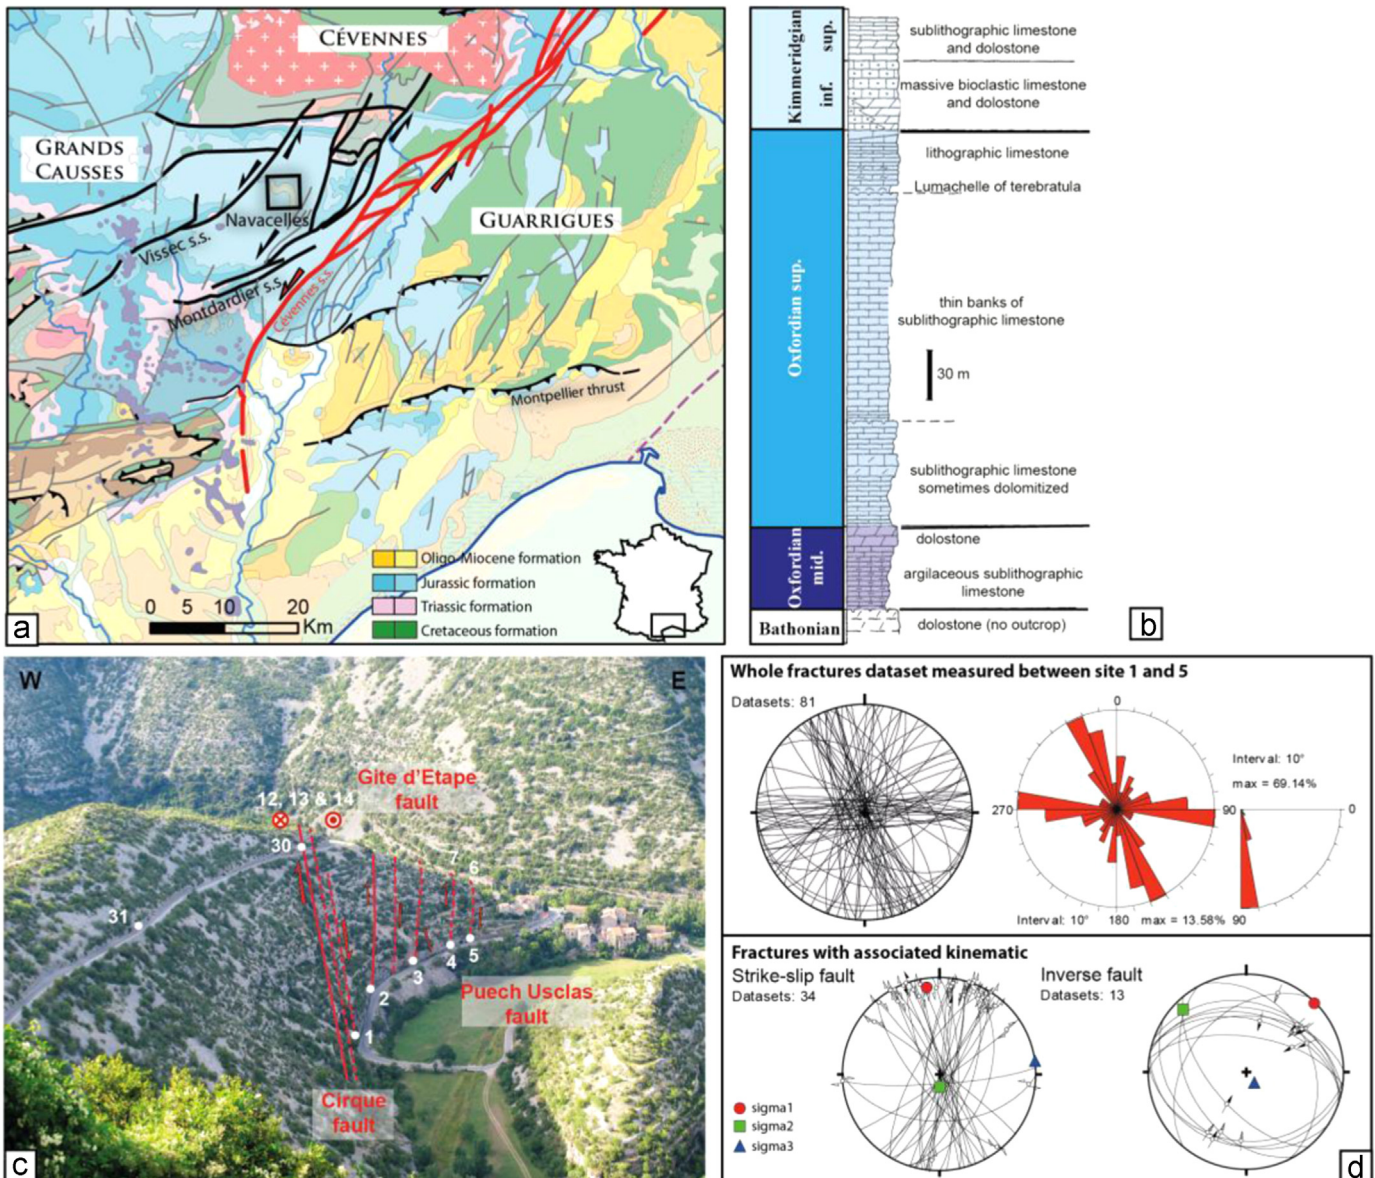 CÉVENNES
GRANDS
CAUSSES
GUARRIGUES
Navacelles
Vissec s.s.
Montdardier s.s.
Cévennes s.s.
Montpellier thrust
Oligo-Miocene formation
Jurassic formation
Triassic formation
Cretaceous formation
0 5 10 20
Km
a
Kimmeridgian
inf. sup.
Oxfordian sup.
Oxfordian
mid.
Bathonian
sublithographic limestone
and dolostone
massive bioclastic limestone
and dolostone
lithographic limestone
Lumachelle of terebratula
thin banks of
sublithographic limestone
30 m
sublithographic limestone
sometimes dolomitized
dolostone
argilaceous sublithographic
limestone
dolostone (no outcrop)
b
W
E
Gite d'Etape
fault
12, 13 & 14
30
31
7
6
5
4
3
2
1
Puech Usclas
fault
Cirque
fault
c
Whole fractures dataset measured between site 1 and 5
Datasets: 81
0
270
90
180
Interval: 10°
max = 13.58%
Interval: 10°
max = 69.14%
0
90
Fractures with associated kinematic
Strike-slip fault
Datasets: 34
Inverse fault
Datasets: 13
sigma1
sigma2
sigma3
d